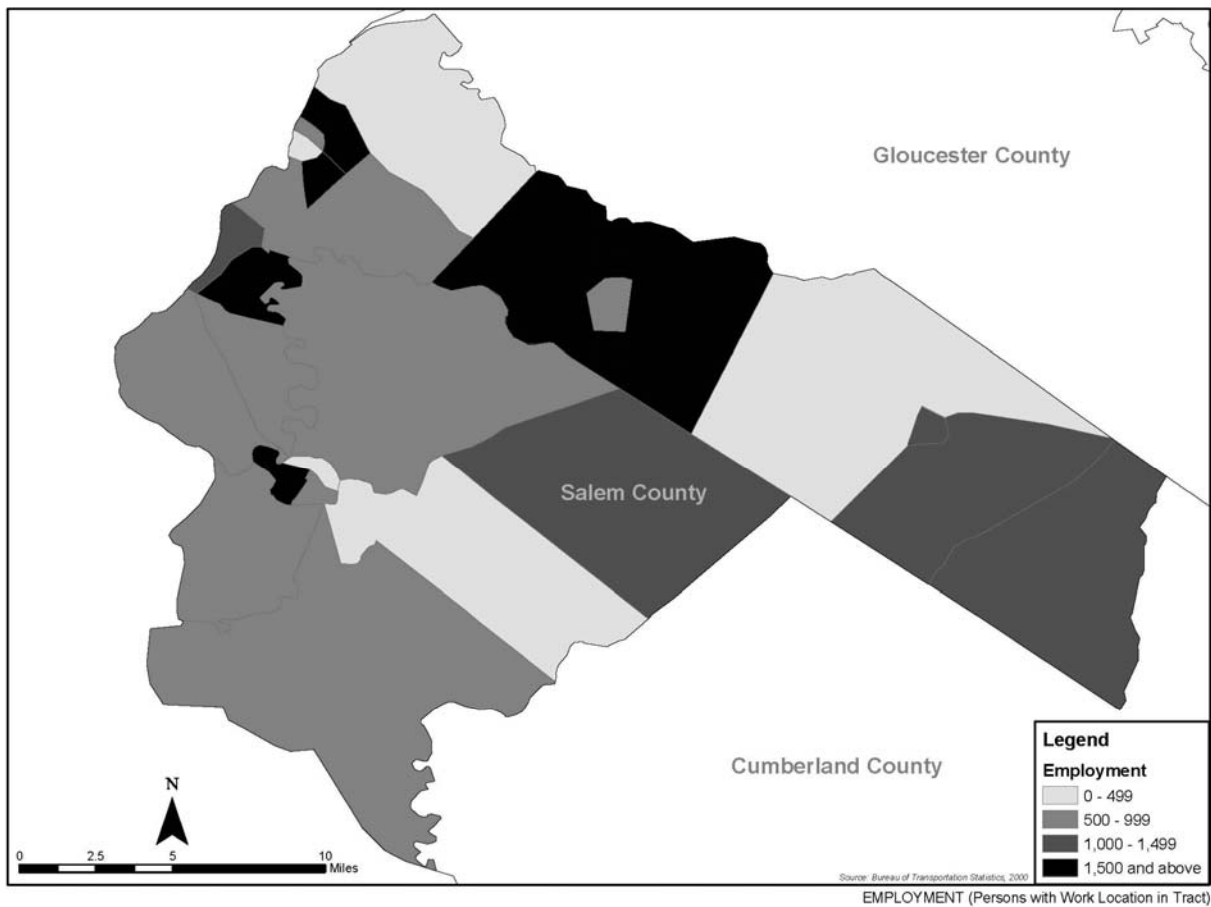 Gloucester County
Salem County
Cumberland County
N
0 2.5 5 10
Miles
Legend
Employment
0 - 499
500 - 999
1,000 - 1,499
1,500 and above
Source: Bureau of Transportation Statistics, 2000
EMPLOYMENT (Persons with Work Location in Tract)